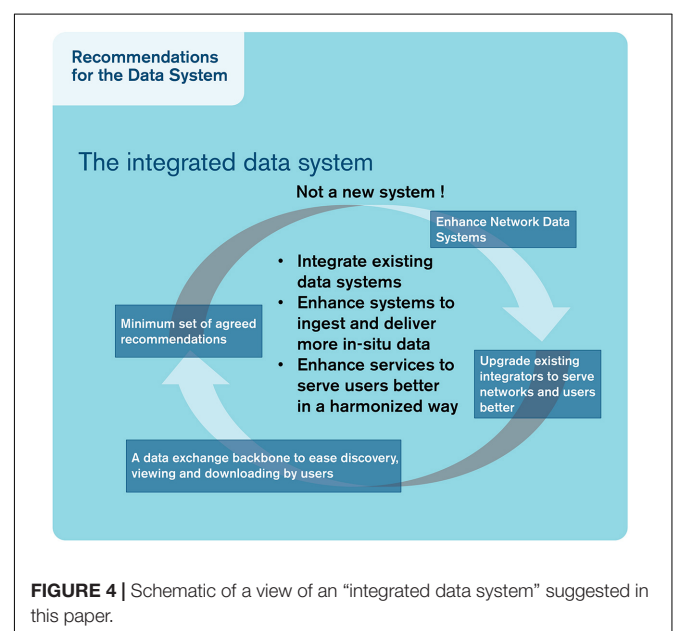 Recommendations
for the Data System
The integrated data system
Not a new system !
Enhance Network Data
Systems
• Integrate existing
data systems
• Enhance systems to
ingest and deliver
more in-situ data
• Enhance services to
serve users better
in a harmonized way
Minimum set of agreed
recommendations
Upgrade existing
integrators to serve
networks and users
better
A data exchange backbone to ease discovery,
viewing and downloading by users
FIGURE 4 | Schematic of a view of an “integrated data system” suggested in
this paper.